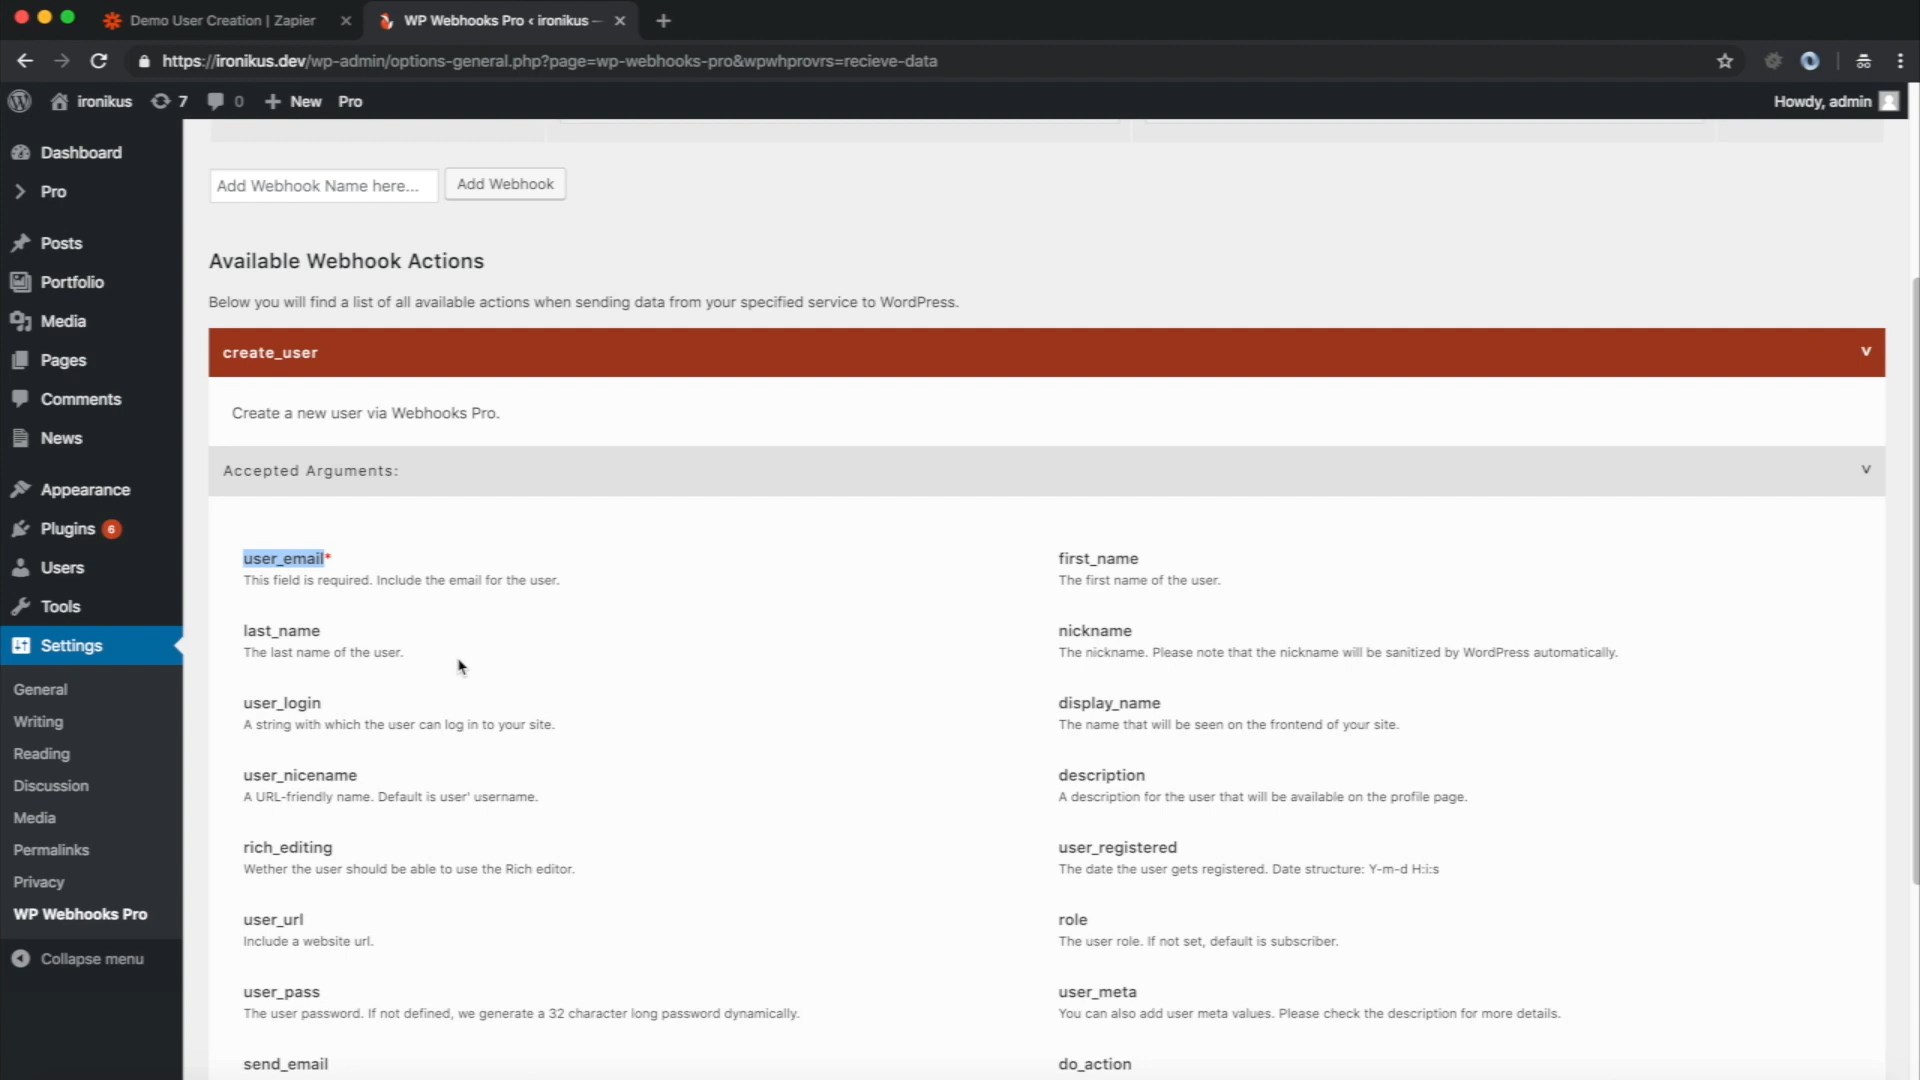 Demo User Creation | Zapier
WP Webhooks Pro ‹ ironikus —
https://ironikus.dev/wp-admin/options-general.php?page=wp-webhooks-pro&wpwhprovrs=recieve-data
ironikus
7
0
New
Pro
Howdy, admin
Dashboard
Pro
Posts
Portfolio
Media
Pages
Comments
News
Appearance
Plugins 6
Users
Tools
Settings
General
Writing
Reading
Discussion
Media
Permalinks
Privacy
WP Webhooks Pro
Collapse menu
Add Webhook Name here...
Add Webhook
Available Webhook Actions
Below you will find a list of all available actions when sending data from your specified service to WordPress.
create_user
v
Create a new user via Webhooks Pro.
Accepted Arguments:
v
user_email*
This field is required. Include the email for the user.
first_name
The first name of the user.
last_name
The last name of the user.
nickname
The nickname. Please note that the nickname will be sanitized by WordPress automatically.
user_login
A string with which the user can log in to your site.
display_name
The name that will be seen on the frontend of your site.
user_nicename
A URL-friendly name. Default is user' username.
description
A description for the user that will be available on the profile page.
rich_editing
Wether the user should be able to use the Rich editor.
user_registered
The date the user gets registered. Date structure: Y-m-d H:i:s
user_url
Include a website url.
role
The user role. If not set, default is subscriber.
user_pass
The user password. If not defined, we generate a 32 character long password dynamically.
user_meta
You can also add user meta values. Please check the description for more details.
send_email
do_action